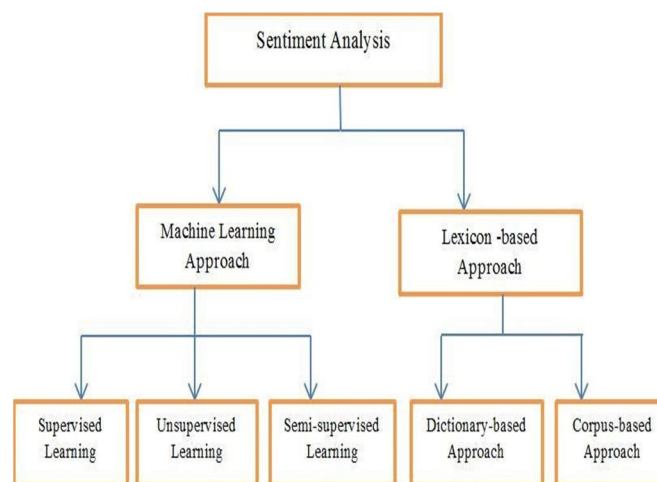 Sentiment Analysis
Machine Learning
Approach
Lexicon -based
Approach
Supervised
Learning
Unsupervised
Learning
Semi-supervised
Learning
Dictionary-based
Approach
Corpus-based
Approach